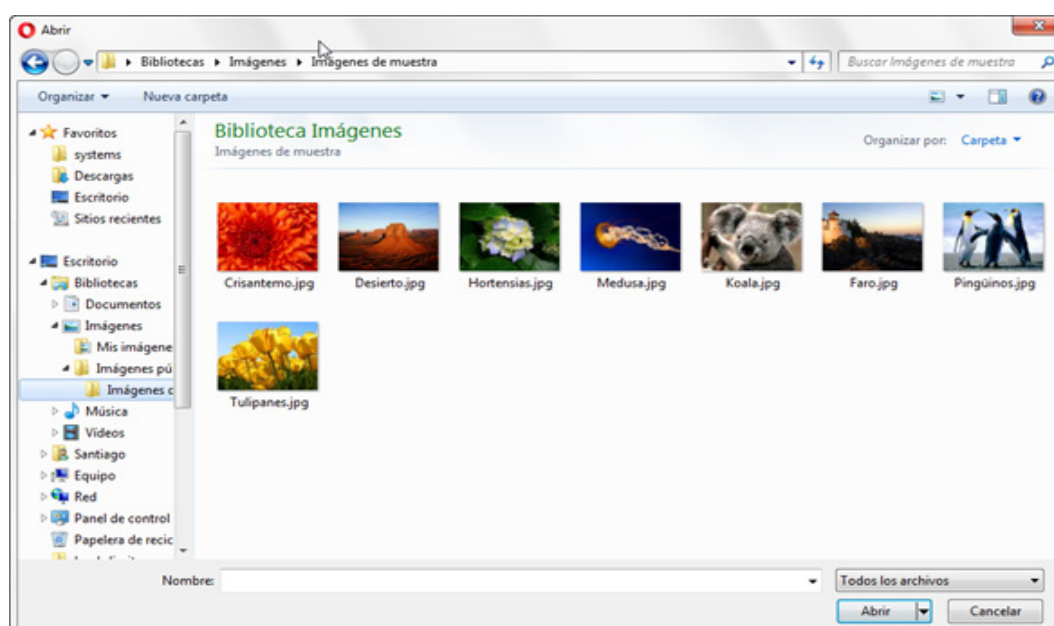 Abrir
Bibliotecas Imágenes Imágenes de muestra
Buscar Imágenes de muestra
Organizar Nueva carpeta
Favoritos
systems
Descargas
Escritorio
Sitios recientes
Escritorio
Bibliotecas
Documentos
Imágenes
Mis imágene
Imágenes pú
Imágenes d
Música
Vídeos
Santiago
Equipo
Red
Panel de control
Papelera de recic
Biblioteca Imágenes
Imágenes de muestra
Organizar por: Carpeta
Crisantemo.jpg Desierto.jpg Hortensias.jpg Medusa.jpg Koala.jpg Faro.jpg Pingüinos.jpg
Tulipanes.jpg
Nombre: Todos los archivos
Abrir Cancelar